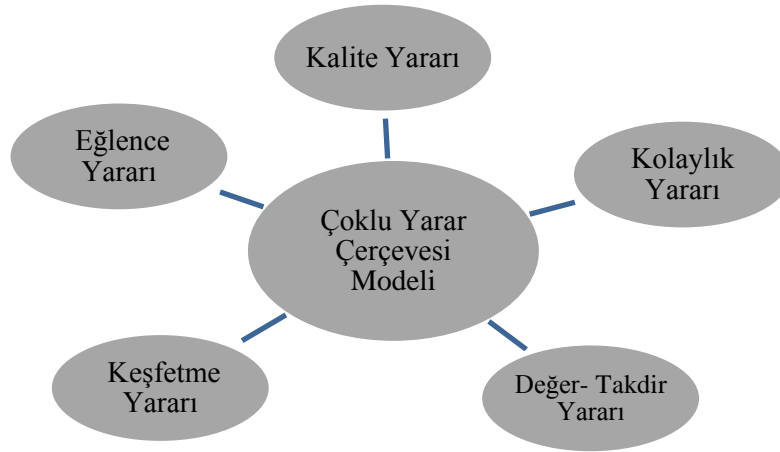 Kalite Yararı
Eğlence
Yararı
Kolaylık
Yararı
Çoklu Yarar
Çerçevesi
Modeli
Keşfetme
Yararı
Değer- Takdir
Yararı